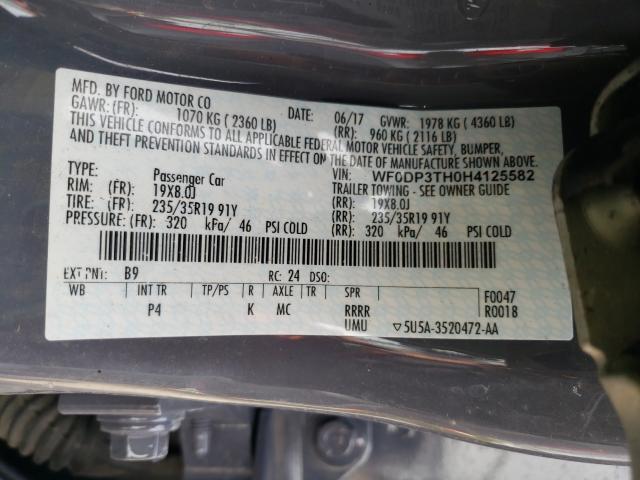 MFD. BY FORD MOTOR CO
DATE: 06/17 GVWR: 1978 KG ( 4360 LB)
GAWR: (FR): 1070 KG ( 2360 LB) (RR): 960 KG ( 2116 LB)
THIS VEHICLE CONFORMS TO ALL APPLICABLE FEDERAL MOTOR VEHICLE SAFETY, BUMPER,
AND THEFT PREVENTION STANDARDS IN EFFECT ON THE DATE OF MANUFACTURE SHOWN ABOVE.
VIN: WF0DP3TH0H4125582
TYPE: Passenger Car TRAILER TOWING - SEE OWNER GUIDE
RIM: (FR) 19X8.0J (RR): 19X8.0J
TIRE: (FR): 235/35R19 91Y (RR): 235/35R19 91Y
PRESSURE: (FR): 320 kPa/ 46 PSI COLD (RR): 320 kPa/ 46 PSI COLD
EXT PNT: B9 RC: 24 DSO:
WB INT TR TP/PS R AXLE TR SPR F0047
P4 K MC RRRR R0018
UMU ▽5U5A-3520472-AA